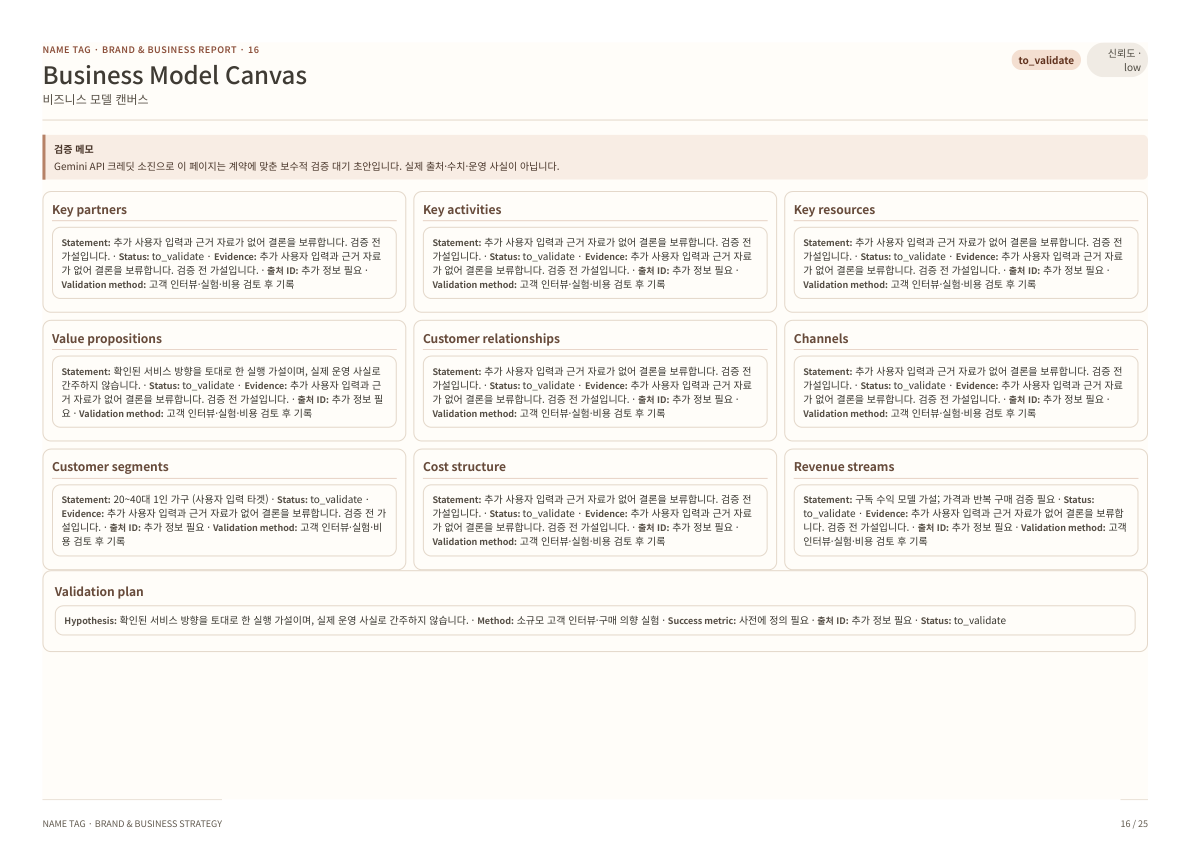 NAME TAG · BRAND & BUSINESS REPORT · 16
Business Model Canvas
비즈니스 모델 캔버스
to_validate
신뢰도 ·
low
검증 메모
Gemini API 크레딧 소진으로 이 페이지는 계약에 맞춘 보수적 검증 대기 초안입니다. 실제 출처·수치·운영 사실이 아닙니다.
Key partners
Statement: 추가 사용자 입력과 근거 자료가 없어 결론을 보류합니다. 검증 전
가설입니다. · Status: to_validate · Evidence: 추가 사용자 입력과 근거 자료
가 없어 결론을 보류합니다. 검증 전 가설입니다. · 출처 ID: 추가 정보 필요 ·
Validation method: 고객 인터뷰·실험·비용 검토 후 기록
Key activities
Statement: 추가 사용자 입력과 근거 자료가 없어 결론을 보류합니다. 검증 전
가설입니다. · Status: to_validate · Evidence: 추가 사용자 입력과 근거 자료
가 없어 결론을 보류합니다. 검증 전 가설입니다. · 출처 ID: 추가 정보 필요 ·
Validation method: 고객 인터뷰·실험·비용 검토 후 기록
Key resources
Statement: 추가 사용자 입력과 근거 자료가 없어 결론을 보류합니다. 검증 전
가설입니다. · Status: to_validate · Evidence: 추가 사용자 입력과 근거 자료
가 없어 결론을 보류합니다. 검증 전 가설입니다. · 출처 ID: 추가 정보 필요 ·
Validation method: 고객 인터뷰·실험·비용 검토 후 기록
Value propositions
Statement: 확인된 서비스 방향을 토대로 한 실행 가설이며, 실제 운영 사실로
간주하지 않습니다. · Status: to_validate · Evidence: 추가 사용자 입력과 근
거 자료가 없어 결론을 보류합니다. 검증 전 가설입니다. · 출처 ID: 추가 정보 필
요 · Validation method: 고객 인터뷰·실험·비용 검토 후 기록
Customer relationships
Statement: 추가 사용자 입력과 근거 자료가 없어 결론을 보류합니다. 검증 전
가설입니다. · Status: to_validate · Evidence: 추가 사용자 입력과 근거 자료
가 없어 결론을 보류합니다. 검증 전 가설입니다. · 출처 ID: 추가 정보 필요 ·
Validation method: 고객 인터뷰·실험·비용 검토 후 기록
Channels
Statement: 추가 사용자 입력과 근거 자료가 없어 결론을 보류합니다. 검증 전
가설입니다. · Status: to_validate · Evidence: 추가 사용자 입력과 근거 자료
가 없어 결론을 보류합니다. 검증 전 가설입니다. · 출처 ID: 추가 정보 필요 ·
Validation method: 고객 인터뷰·실험·비용 검토 후 기록
Customer segments
Statement: 20~40대 1인 가구 (사용자 입력 타겟) · Status: to_validate ·
Evidence: 추가 사용자 입력과 근거 자료가 없어 결론을 보류합니다. 검증 전 가
설입니다. · 출처 ID: 추가 정보 필요 · Validation method: 고객 인터뷰·실험·비
용 검토 후 기록
Cost structure
Statement: 추가 사용자 입력과 근거 자료가 없어 결론을 보류합니다. 검증 전
가설입니다. · Status: to_validate · Evidence: 추가 사용자 입력과 근거 자료
가 없어 결론을 보류합니다. 검증 전 가설입니다. · 출처 ID: 추가 정보 필요 ·
Validation method: 고객 인터뷰·실험·비용 검토 후 기록
Revenue streams
Statement: 구독 수익 모델 가설; 가격과 반복 구매 검증 필요 · Status:
to_validate · Evidence: 추가 사용자 입력과 근거 자료가 없어 결론을 보류합
니다. 검증 전 가설입니다. · 출처 ID: 추가 정보 필요 · Validation method: 고객
인터뷰·실험·비용 검토 후 기록
Validation plan
Hypothesis: 확인된 서비스 방향을 토대로 한 실행 가설이며, 실제 운영 사실로 간주하지 않습니다. · Method: 소규모 고객 인터뷰·구매 의향 실험 · Success metric: 사전에 정의 필요 · 출처 ID: 추가 정보 필요 · Status: to_validate
NAME TAG · BRAND & BUSINESS STRATEGY
16 / 25